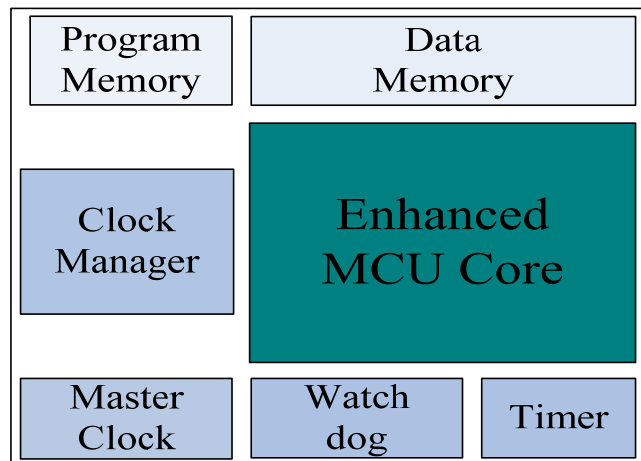 Program
Memory
Data
Memory
Clock
Manager
Enhanced
MCU Core
Master
Clock
Watch
dog
Timer